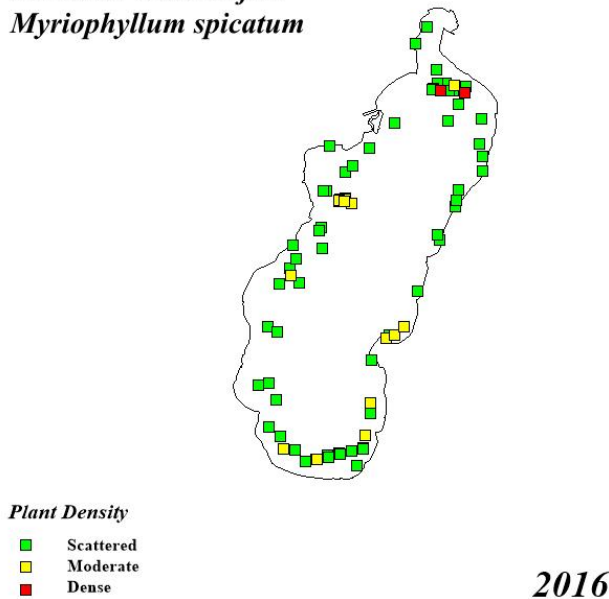 Myriophyllum spicatum
Plant Density
Scattered
Moderate
Dense
2016